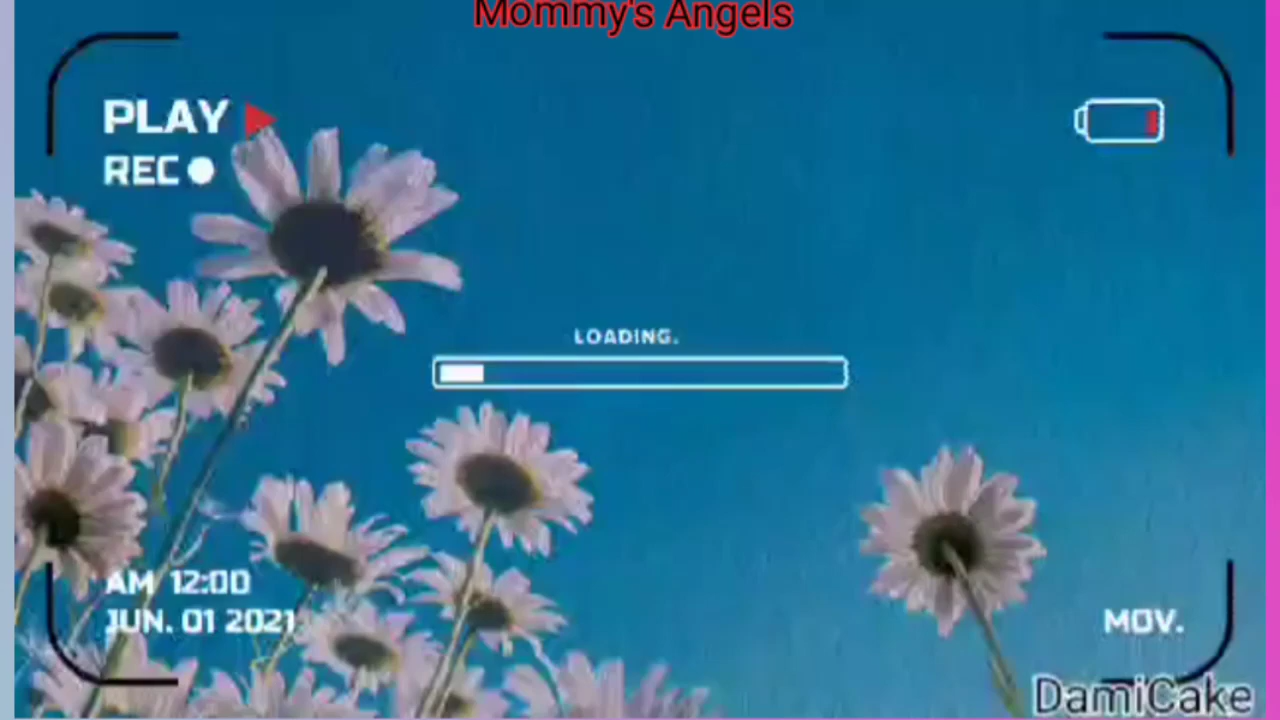 Mommy's Angels
PLAY
REC
LOADING.
AM 12:00
JUN. 01 2021
MOV.
DamiCake